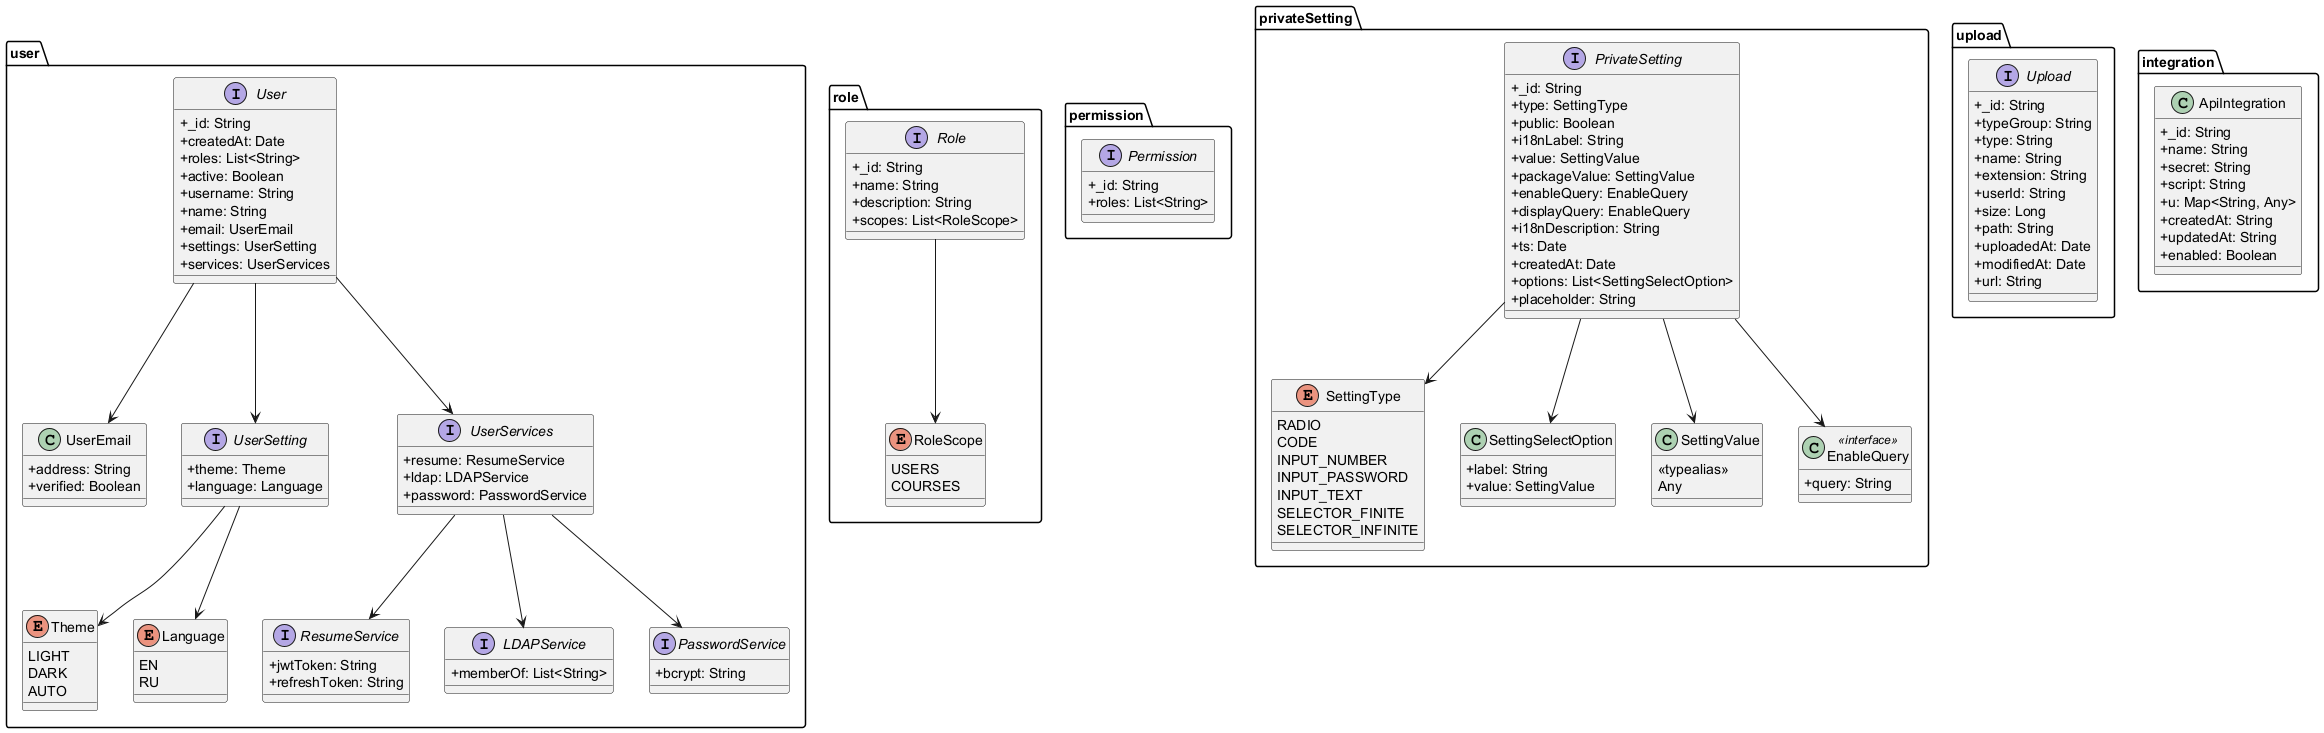 user
I User
+_id: String
+createdAt: Date
+roles: List<String>
+active: Boolean
+username: String
+name: String
+email: UserEmail
+settings: UserSetting
+services: UserServices
C UserEmail
+address: String
+verified: Boolean
I UserSetting
+theme: Theme
+language: Language
I UserServices
+resume: ResumeService
+ldap: LDAPService
+password: PasswordService
E Theme
LIGHT
DARK
AUTO
E Language
EN
RU
I ResumeService
+jwtToken: String
+refreshToken: String
I LDAPService
+memberOf: List<String>
I PasswordService
+bcrypt: String
role
I Role
+_id: String
+name: String
+description: String
+scopes: List<RoleScope>
E RoleScope
USERS
COURSES
permission
I Permission
+_id: String
+roles: List<String>
privateSetting
I PrivateSetting
+_id: String
+type: SettingType
+public: Boolean
+i18nLabel: String
+value: SettingValue
+packageValue: SettingValue
+enableQuery: EnableQuery
+displayQuery: EnableQuery
+i18nDescription: String
+ts: Date
+createdAt: Date
+options: List<SettingSelectOption>
+placeholder: String
E SettingType
RADIO
CODE
INPUT_NUMBER
INPUT_PASSWORD
INPUT_TEXT
SELECTOR_FINITE
SELECTOR_INFINITE
C SettingSelectOption
+label: String
+value: SettingValue
C SettingValue
«typealias»
Any
C «interface»
EnableQuery
+query: String
upload
I Upload
+_id: String
+typeGroup: String
+type: String
+name: String
+extension: String
+userId: String
+size: Long
+path: String
+uploadedAt: Date
+modifiedAt: Date
+url: String
integration
C ApiIntegration
+_id: String
+name: String
+secret: String
+script: String
+u: Map<String, Any>
+createdAt: String
+updatedAt: String
+enabled: Boolean